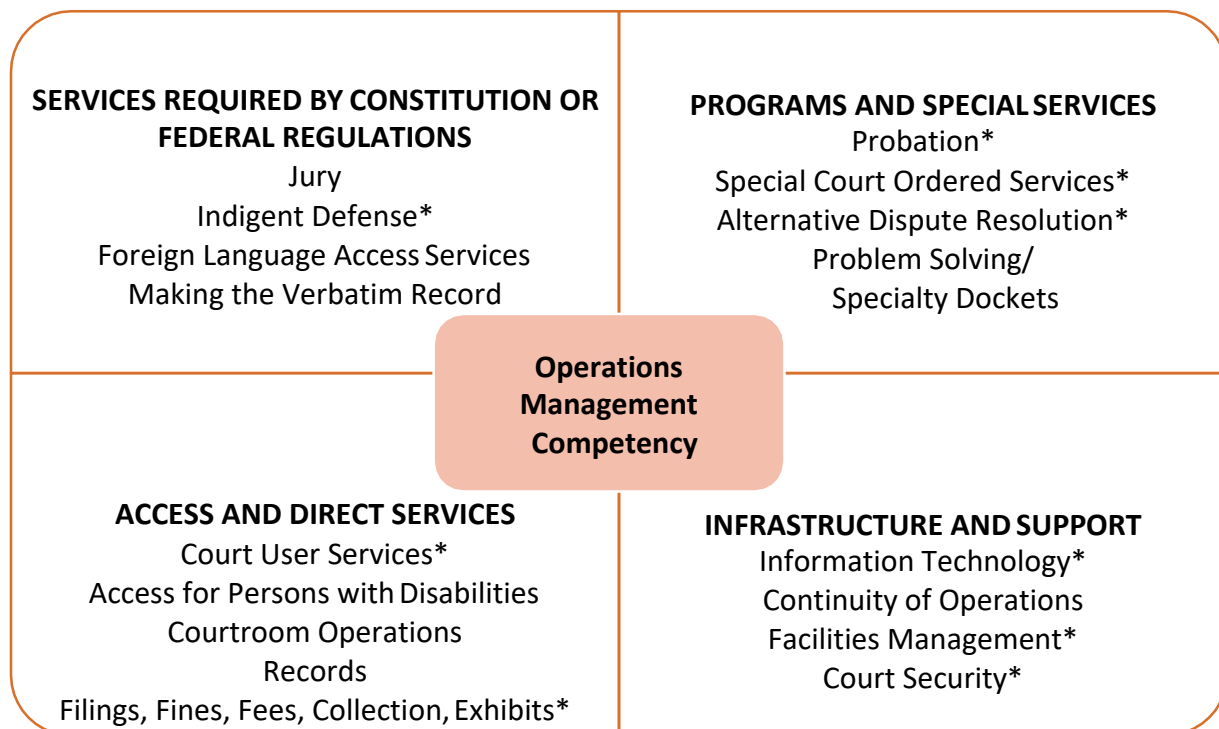 SERVICES REQUIRED BY CONSTITUTION OR
FEDERAL REGULATIONS
Jury
Indigent Defense*
Foreign Language Access Services
Making the Verbatim Record
PROGRAMS AND SPECIAL SERVICES
Probation*
Special Court Ordered Services*
Alternative Dispute Resolution*
Problem Solving/
Specialty Dockets
Operations
Management
Competency
ACCESS AND DIRECT SERVICES
Court User Services*
Access for Persons with Disabilities
Courtroom Operations
Records
Filings, Fines, Fees, Collection, Exhibits*
INFRASTRUCTURE AND SUPPORT
Information Technology*
Continuity of Operations
Facilities Management*
Court Security*